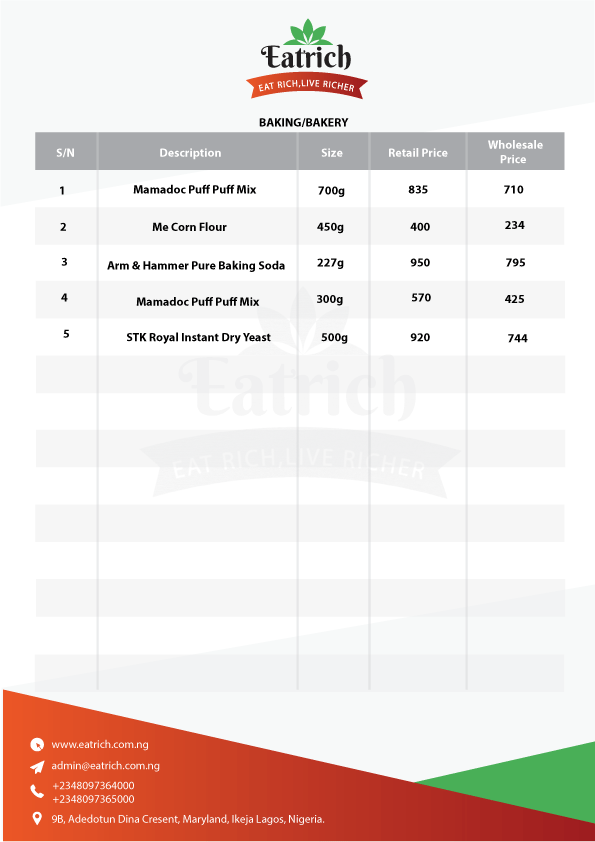 Eatrich
EAT RICH,LIVE RICHER
BAKING/BAKERY
S/N Description Size Retail Price Wholesale Price
1 Mamadoc Puff Puff Mix 700g 835 710
2 Me Corn Flour 450g 400 234
3 Arm & Hammer Pure Baking Soda 227g 950 795
4 Mamadoc Puff Puff Mix 300g 570 425
5 STK Royal Instant Dry Yeast 500g 920 744
Eatrich
EAT RICH,LIVE RICHER
www.eatrich.com.ng
admin@eatrich.com.ng
+2348097364000
+2348097365000
9B, Adedotun Dina Cresent, Maryland, Ikeja Lagos, Nigeria.